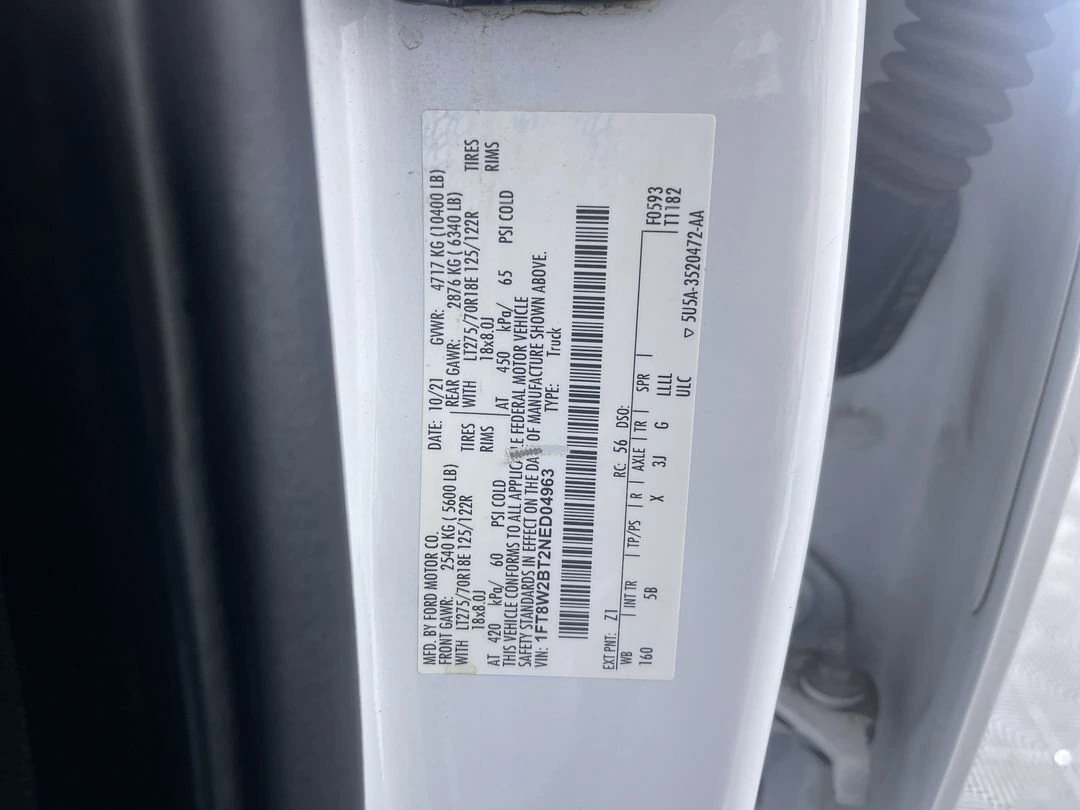 MFD. BY FORD MOTOR CO. DATE: 10/21 GVWR: 4717 KG (10400 LB)
FRONT GAWR: 2540 KG ( 5600 LB) REAR GAWR: 2876 KG ( 6340 LB)
WITH LT275/70R18E 125/122R TIRES WITH LT275/70R18E 125/122R TIRES
18x8.0J RIMS 18x8.0J RIMS
AT 420 kPa/ 60 PSI COLD AT 450 kPa/ 65 PSI COLD
THIS VEHICLE CONFORMS TO ALL APPLICABLE FEDERAL MOTOR VEHICLE
SAFETY STANDARDS IN EFFECT ON THE DATE OF MANUFACTURE SHOWN ABOVE.
VIN: 1FT8W2BT2NED04963 TYPE: Truck
EXT PNT: Z1 RC: 56 DSO: F0593
WB INT TR TP/PS R AXLE TR SPR T1182
160 5B X 3J G LLLL
ULC ▽ 5U5A-3520472-AA